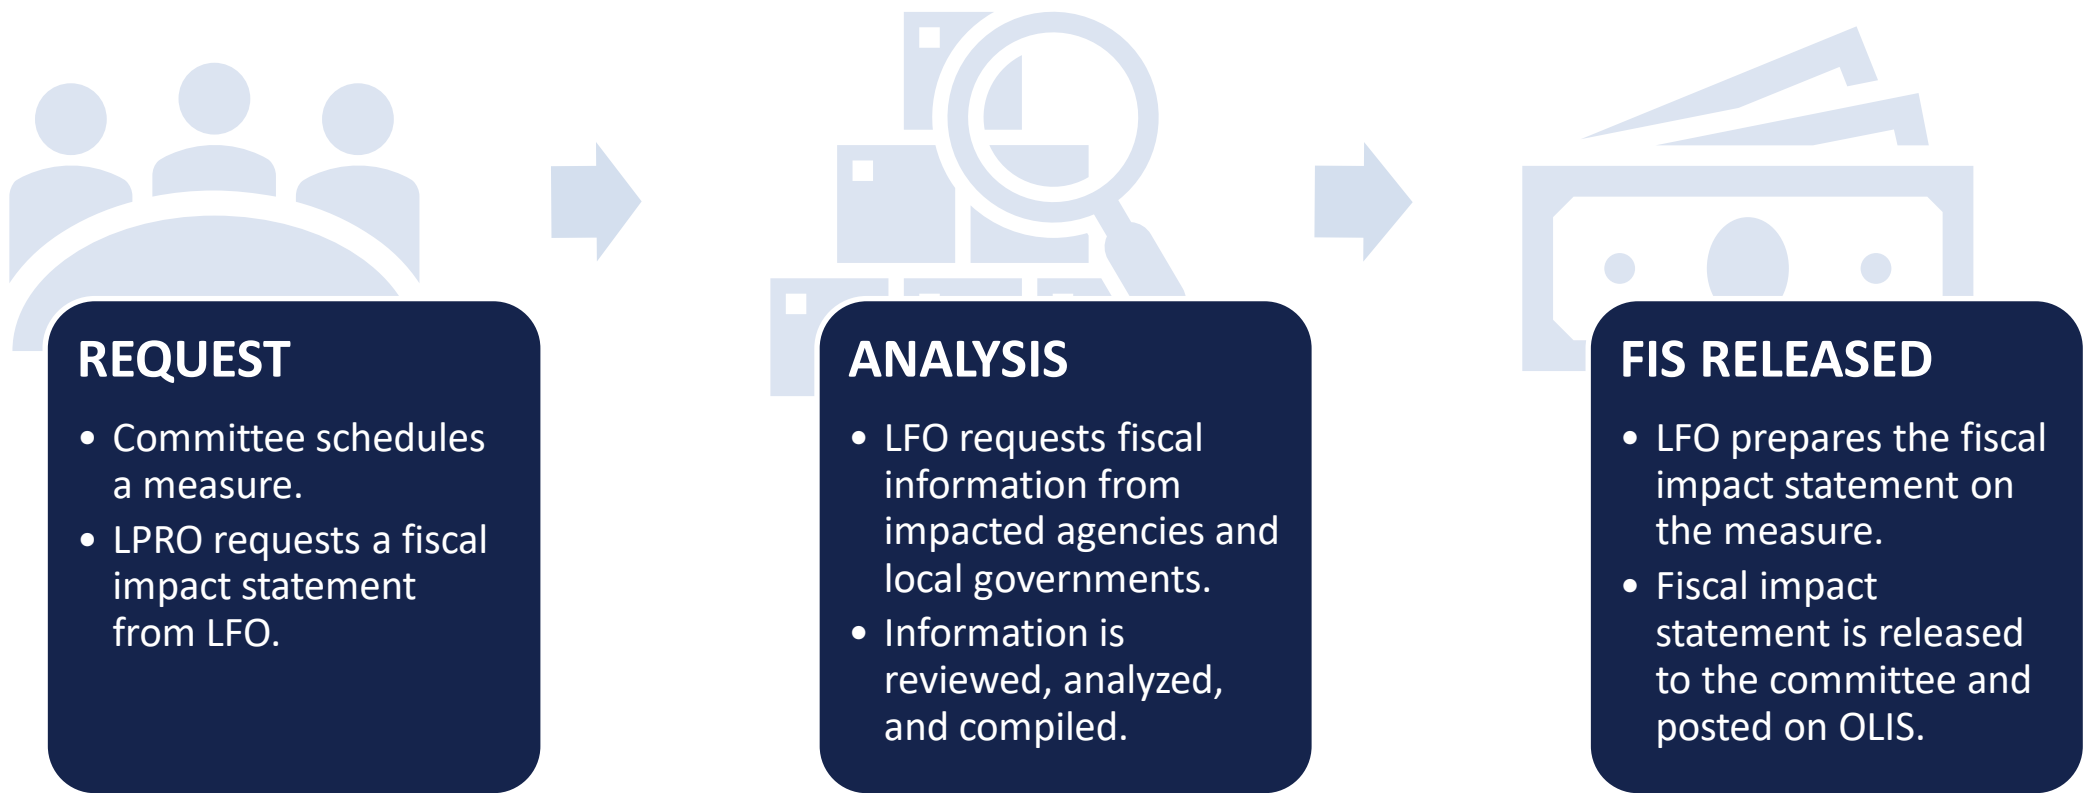 REQUEST
• Committee schedules
a measure.
• LPRO requests a fiscal
impact statement
from LFO.
ANALYSIS
• LFO requests fiscal
information from
impacted agencies and
local governments.
• Information is
reviewed, analyzed,
and compiled.
FIS RELEASED
• LFO prepares the fiscal
impact statement on
the measure.
• Fiscal impact
statement is released
to the committee and
posted on OLIS.